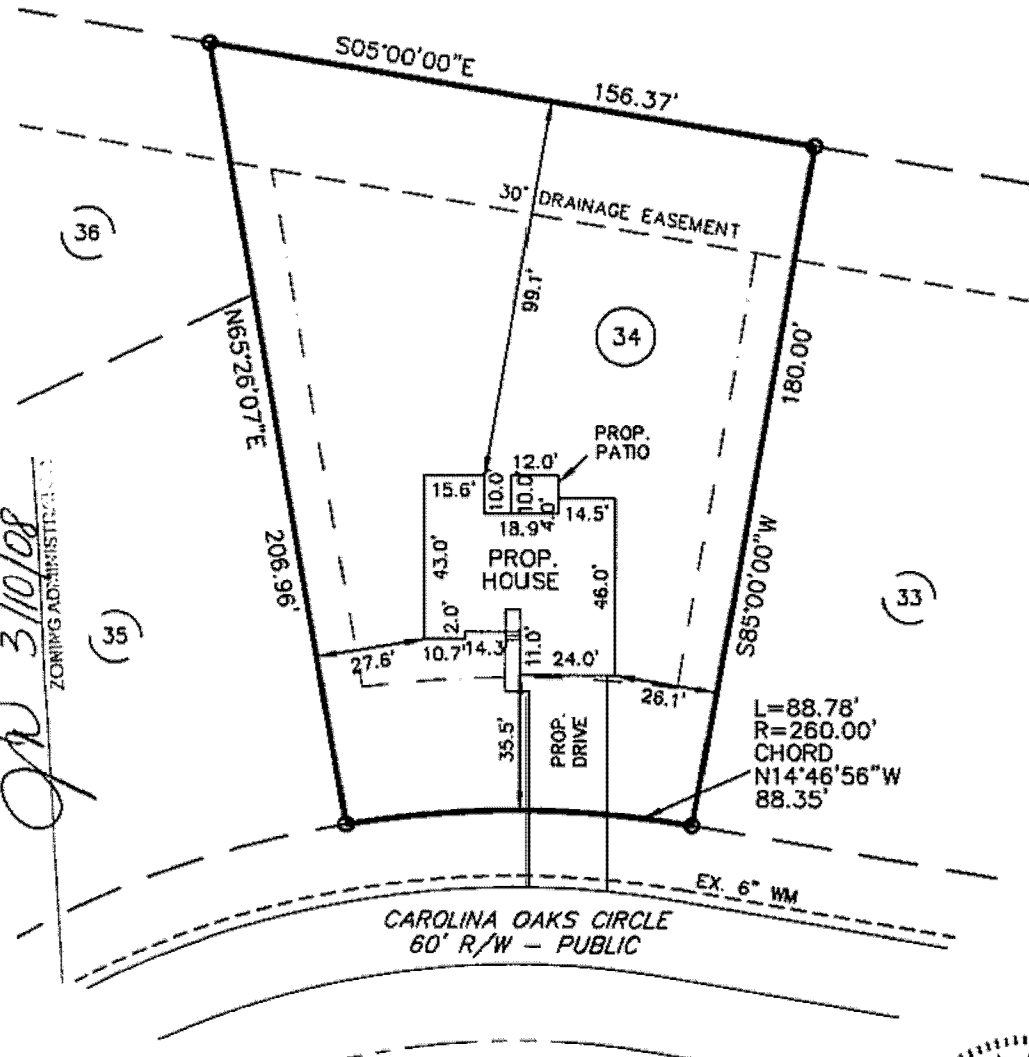 S05°00'00"E
156.37'
30' DRAINAGE EASEMENT
36
99.1'
34
N65°26'07"E
180.00'
PROP.
PATIO
12.0'
15.6'
10.0'
10.0'
4.0'
14.5'
18.9'
PROP.
HOUSE
43.0'
46.0'
206.96'
3/10/08
ZONING ADMINISTR
35
33
S85°00'00"W
2.0'
10.7'
14.3'
11.0'
24.0'
27.6'
26.1'
35.5'
PROP.
DRIVE
L=88.78'
R=260.00'
CHORD
N14°46'56"W
88.35'
EX. 6" WM
CAROLINA OAKS CIRCLE
60' R/W - PUBLIC